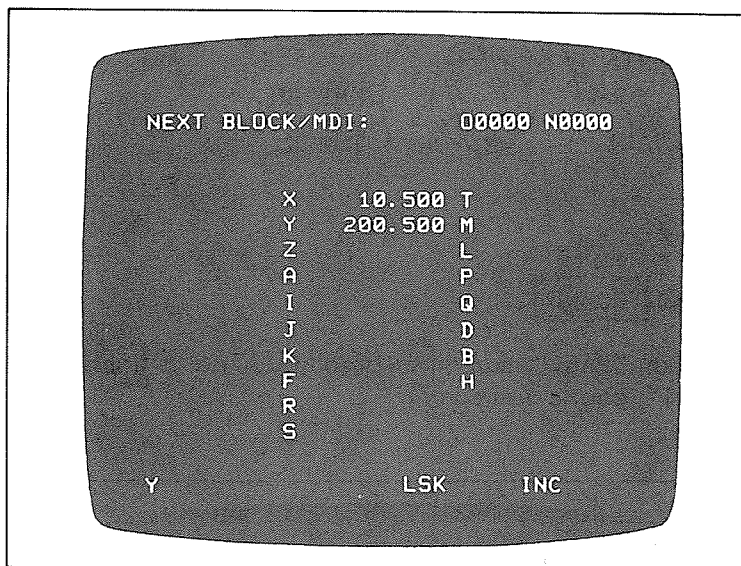 NEXT BLOCK/MDI: O0000 N0000
X 10.500 T
Y 200.500 M
Z L
A P
I Q
J D
K B
F H
R
S
Y LSK INC